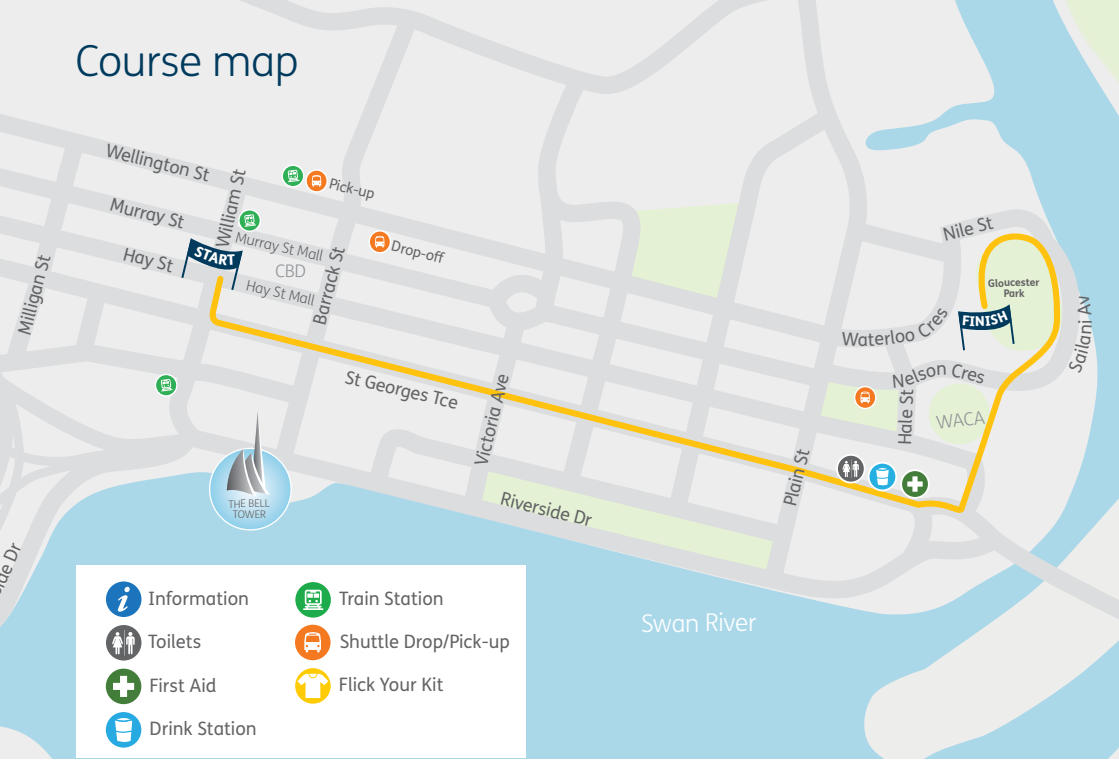 Course map
Wellington St
William St
Pick-up
Murray St
Murray St Mall
Drop-off
START
Hay St
CBD
Hay St Mall
Barrack St
Milligan St
Nile St
Gloucester
Park
FINISH
Waterloo Cres
Sailani Av
Nelson Cres
Hale St
WACA
St Georges Tce
Victoria Ave
Plain St
THE BELL
TOWER
Riverside Dr
Swan River
Information
Toilets
First Aid
Drink Station
Train Station
Shuttle Drop/Pick-up
Flick Your Kit